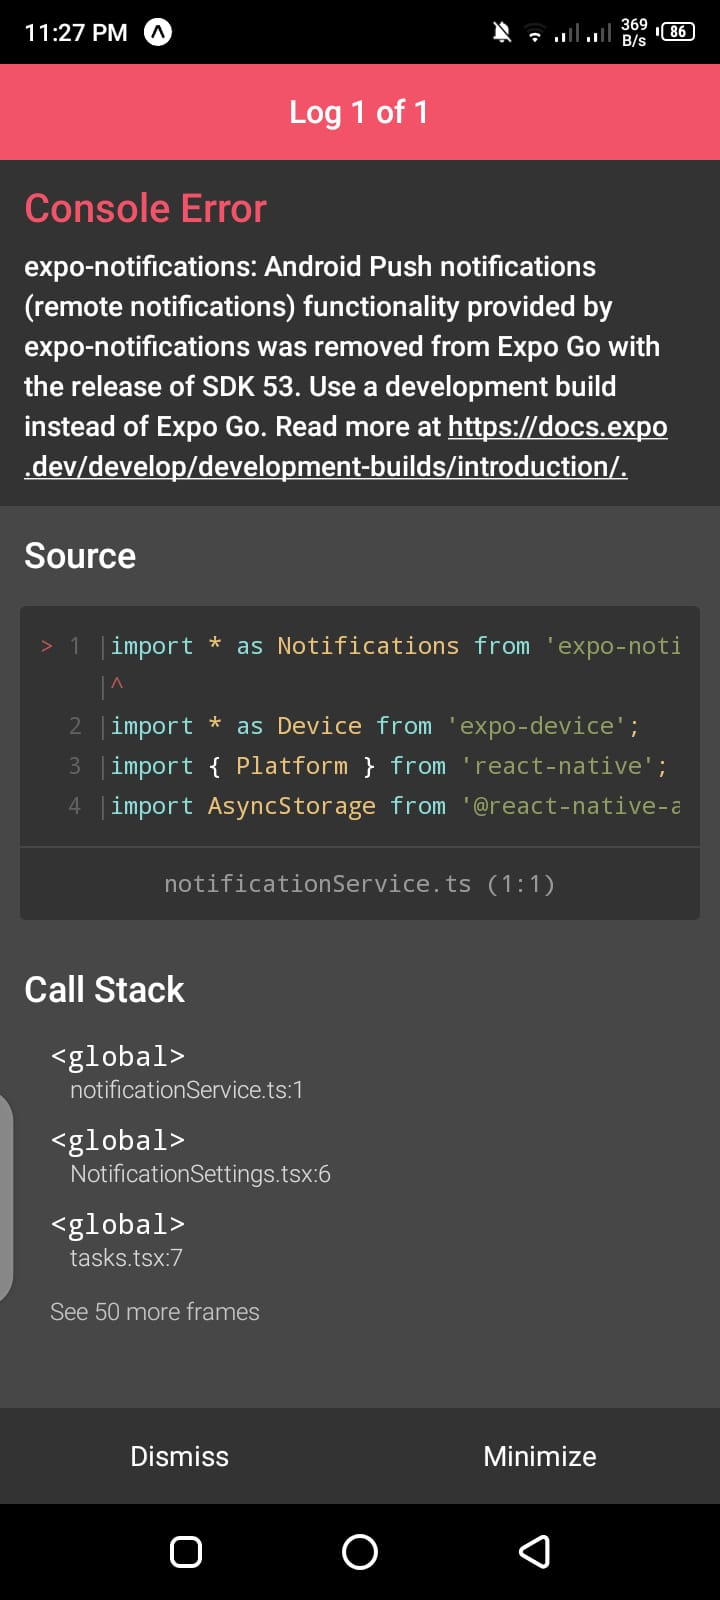 11:27 PM
369
B/s
86
Log 1 of 1
Console Error
expo-notifications: Android Push notifications
(remote notifications) functionality provided by
expo-notifications was removed from Expo Go with
the release of SDK 53. Use a development build
instead of Expo Go. Read more at https://docs.expo
.dev/develop/development-builds/introduction/.
Source
> 1 |import * as Notifications from 'expo-noti
|^
2 |import * as Device from 'expo-device';
3 |import { Platform } from 'react-native';
4 |import AsyncStorage from '@react-native-a
notificationService.ts (1:1)
Call Stack
<global>
notificationService.ts:1
<global>
NotificationSettings.tsx:6
<global>
tasks.tsx:7
See 50 more frames
Dismiss
Minimize